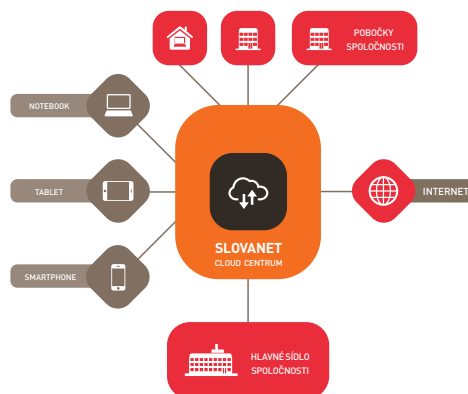 POBOČKY
SPOLOČNOSTI
NOTEBOOK
TABLET
INTERNET
SLOVANET
CLOUD CENTRUM
SMARTPHONE
HLAVNÉ SÍDLO
SPOLOČNOSTI